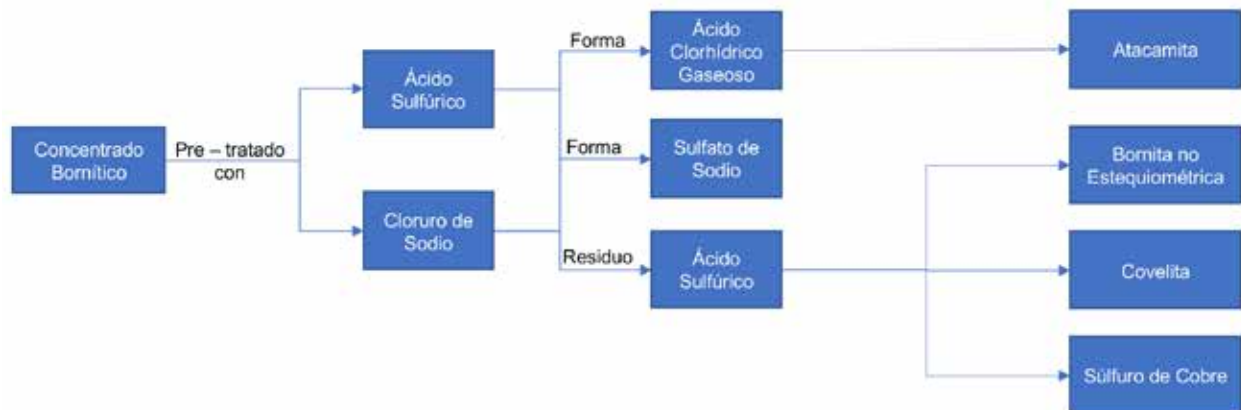 Concentrado
Bornítico
Pre – tratado
con
Ácido
Sulfúrico
Cloruro de
Sodio
Forma
Ácido
Clorhídrico
Gaseoso
Forma
Sulfato de
Sodio
Residuo
Ácido
Sulfúrico
Atacamita
Bornita no
Estequiométrica
Covelita
Súlfuro de Cobre